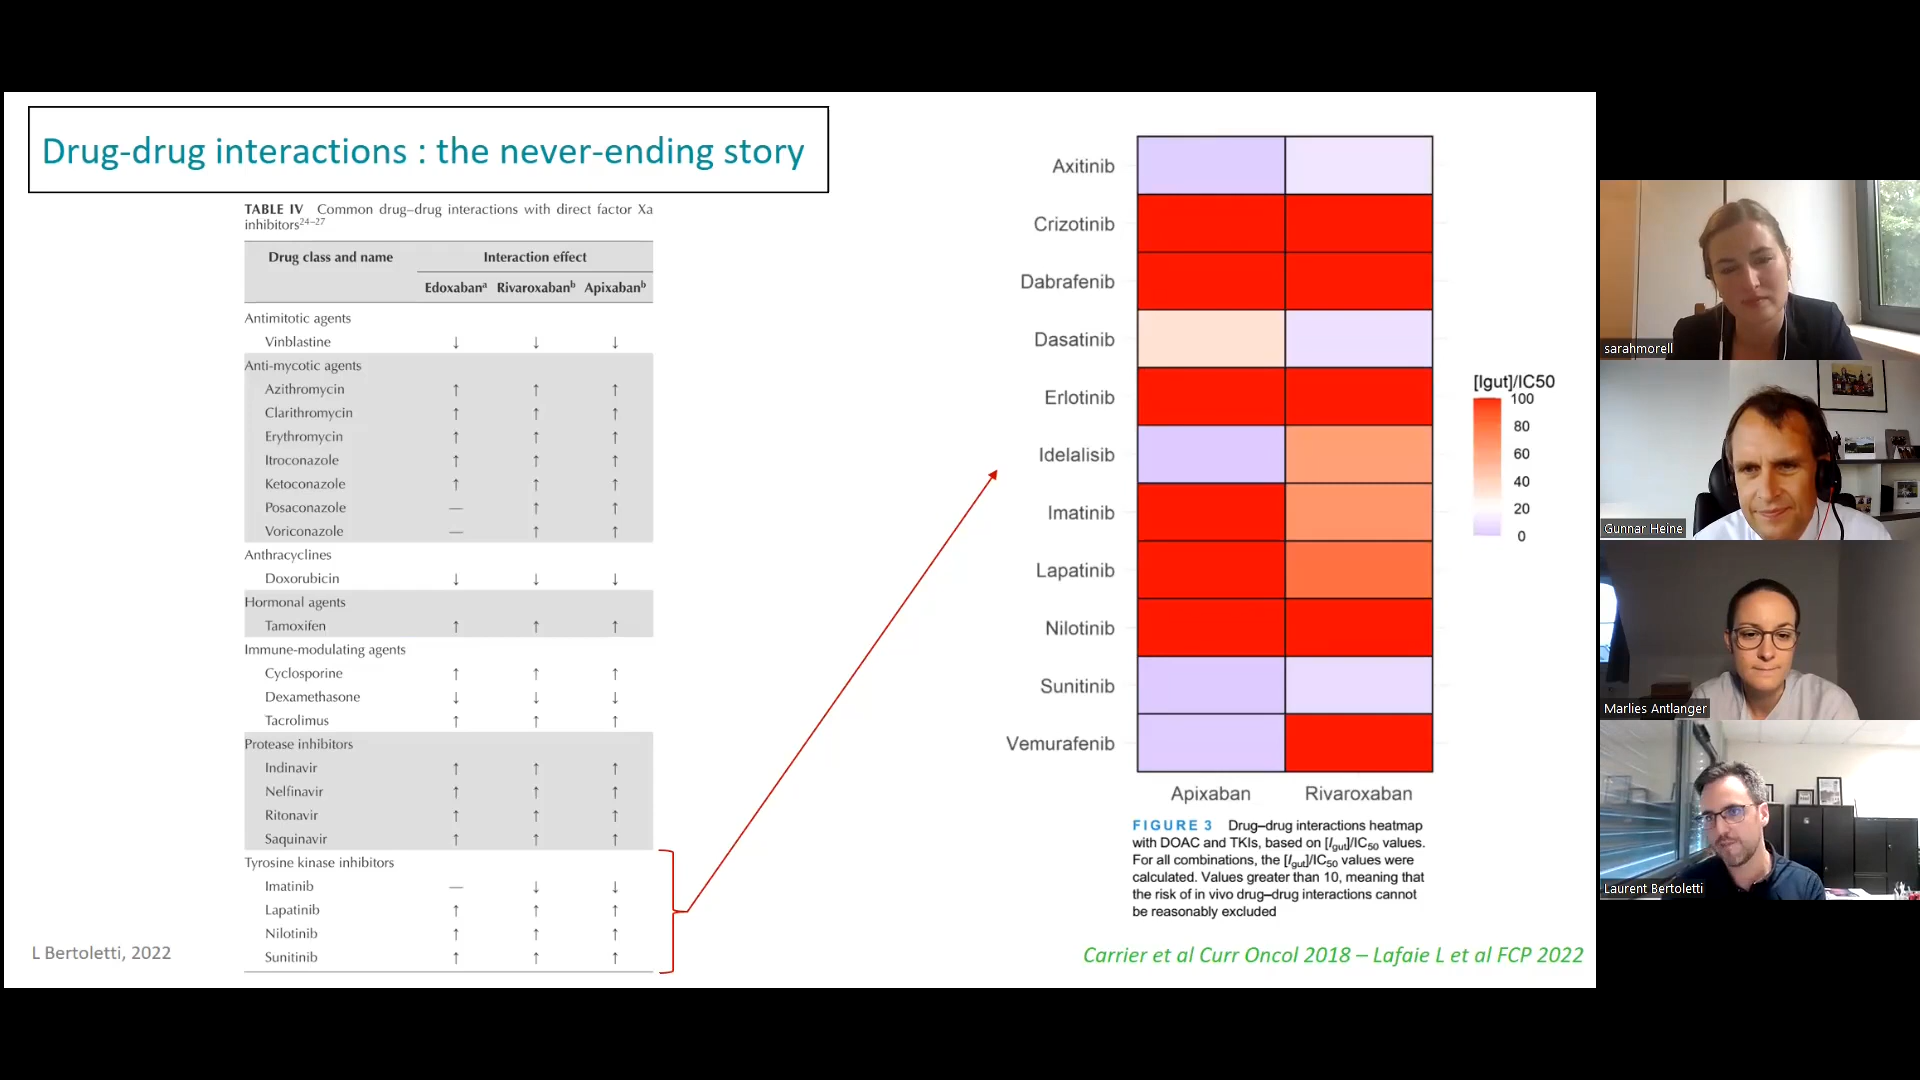 Drug-drug interactions : the never-ending story
TABLE IV Common drug–drug interactions with direct factor Xa
inhibitors24–27
Drug class and name Interaction effect
Edoxabana Rivaroxabanb Apixabanb
Antimitotic agents
Vinblastine ↓ ↓ ↓
Anti-mycotic agents
Azithromycin ↑ ↑ ↑
Clarithromycin ↑ ↑ ↑
Erythromycin ↑ ↑ ↑
Itroconazole ↑ ↑ ↑
Ketoconazole ↑ ↑ ↑
Posaconazole — ↑ ↑
Voriconazole — ↑ ↑
Anthracyclines
Doxorubicin ↓ ↓ ↓
Hormonal agents
Tamoxifen ↑ ↑ ↑
Immune-modulating agents
Cyclosporine ↑ ↑ ↑
Dexamethasone ↓ ↓ ↓
Tacrolimus ↑ ↑ ↑
Protease inhibitors
Indinavir ↑ ↑ ↑
Nelfinavir ↑ ↑ ↑
Ritonavir ↑ ↑ ↑
Saquinavir ↑ ↑ ↑
Tyrosine kinase inhibitors
Imatinib — ↓ ↓
Lapatinib ↑ ↑ ↑
Nilotinib ↑ ↑ ↑
Sunitinib ↑ ↑ ↑
L Bertoletti, 2022
Axitinib
Crizotinib
Dabrafenib
Dasatinib
Erlotinib
Idelalisib
Imatinib
Lapatinib
Nilotinib
Sunitinib
Vemurafenib
Apixaban Rivaroxaban
[Igut]/IC50
100
80
60
40
20
0
FIGURE 3 Drug–drug interactions heatmap
with DOAC and TKIs, based on [Igut]/IC50 values.
For all combinations, the [Igut]/IC50 values were
calculated. Values greater than 10, meaning that
the risk of in vivo drug–drug interactions cannot
be reasonably excluded
Carrier et al Curr Oncol 2018 – Lafaie L et al FCP 2022
sarahmorell
Gunnar Heine
Marlies Antlanger
Laurent Bertoletti